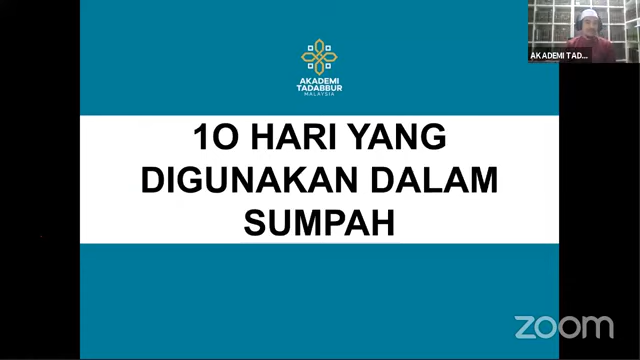 AKADEMI
TADABBUR
MALAYSIA
1O HARI YANG
DIGUNAKAN DALAM
SUMPAH
AKADEMI TAD...
zoom